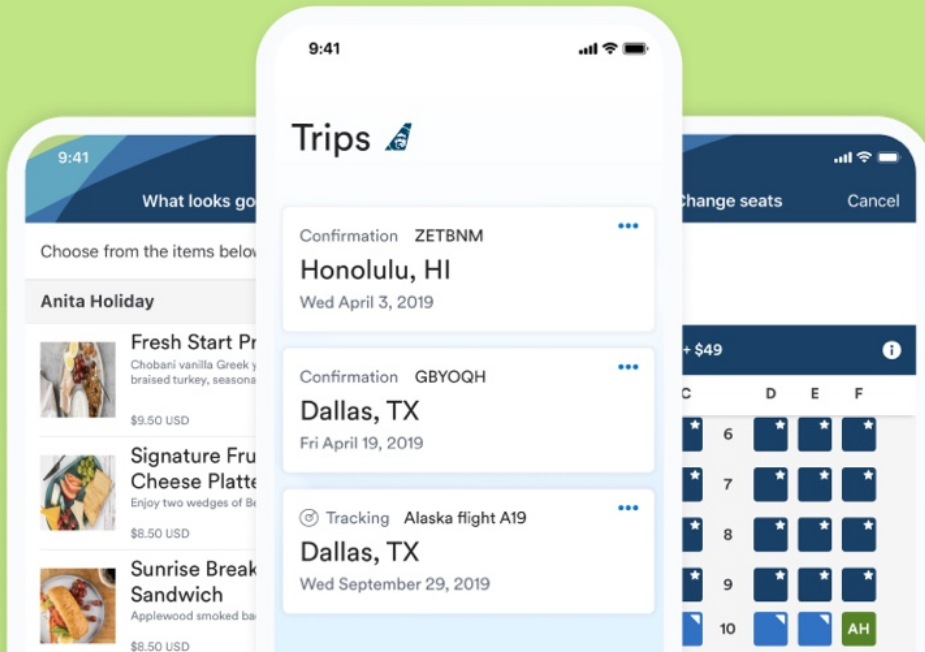 9:41
What looks go
Choose from the items below
Anita Holiday
Fresh Start Pr
Chobani vanilla Greek y
braised turkey, seasona
$9.50 USD
Signature Fru
Cheese Platte
Enjoy two wedges of Be
$8.50 USD
Sunrise Break
Sandwich
Applewood smoked ba
$8.50 USD
9:41
Trips
Confirmation ZETBNM
Honolulu, HI
Wed April 3, 2019
Confirmation GBYOQH
Dallas, TX
Fri April 19, 2019
Tracking Alaska flight A19
Dallas, TX
Wed September 29, 2019
Change seats Cancel
+ $49
C D E F
6
7
8
9
10 AH